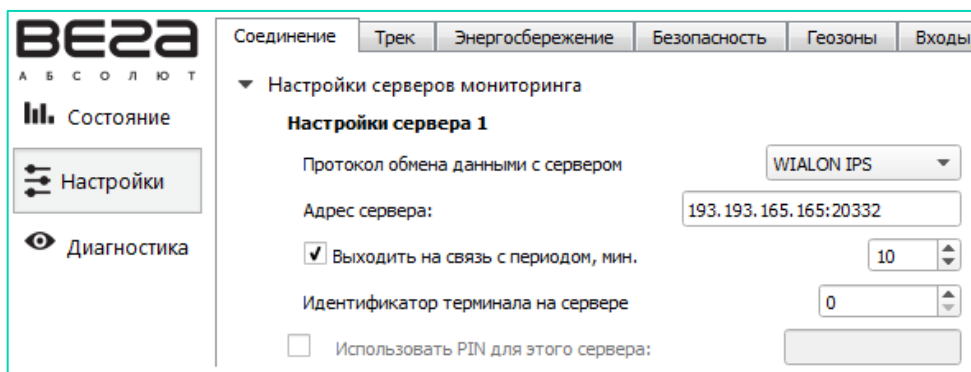 ВЕГА
АБСОЛЮТ
Состояние
Настройки
Диагностика
Соединение Трек Энергосбережение Безопасность Геозоны Входы
Настройки серверов мониторинга
Настройки сервера 1
Протокол обмена данными с сервером WIALON IPS
Адрес сервера: 193.193.165.165:20332
Выходить на связь с периодом, мин. 10
Идентификатор терминала на сервере 0
Использовать PIN для этого сервера: